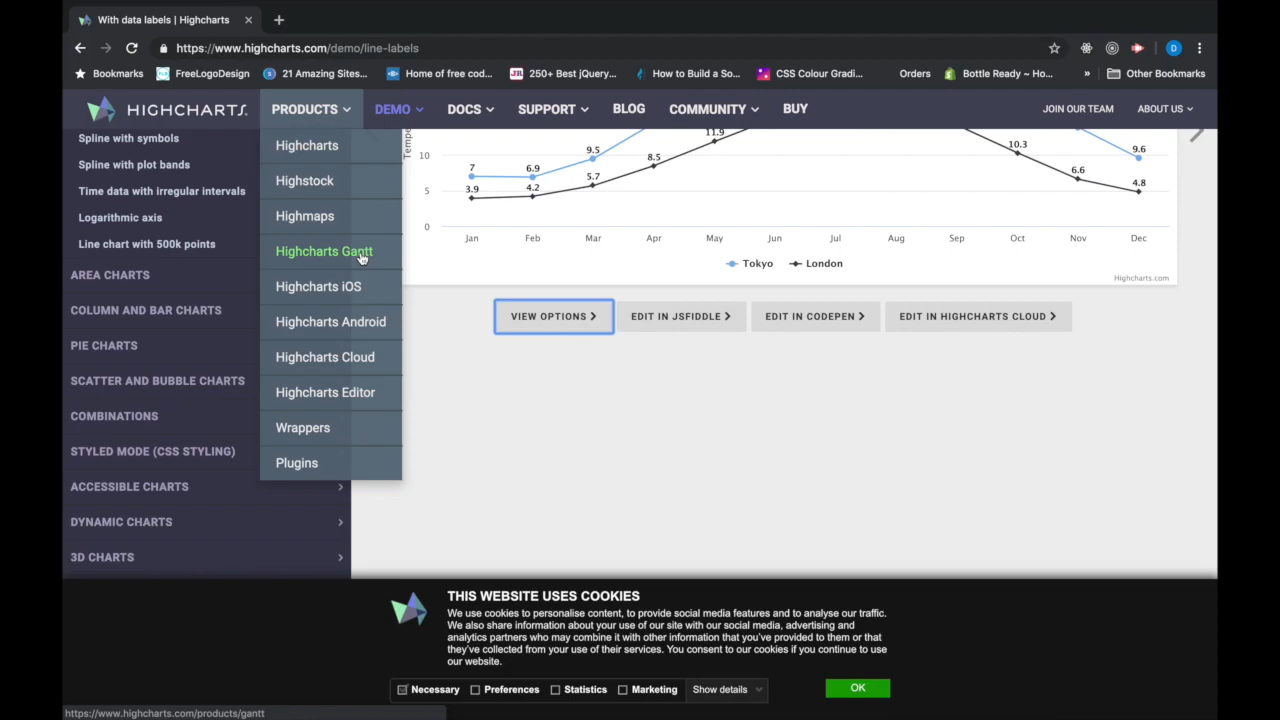 With data labels | Highcharts
https://www.highcharts.com/demo/line-labels
D
Bookmarks
FreeLogoDesign
21 Amazing Sites...
Home of free cod...
JR
250+ Best jQuery...
How to Build a So...
CSS Colour Gradi...
Orders
Bottle Ready ~ Ho...
»
Other Bookmarks
HIGHCHARTS
PRODUCTS
DEMO
DOCS
SUPPORT
BLOG
COMMUNITY
BUY
JOIN OUR TEAM
ABOUT US
Spline with symbols
Spline with plot bands
Time data with irregular intervals
Logarithmic axis
Line chart with 500k points
AREA CHARTS
COLUMN AND BAR CHARTS
PIE CHARTS
SCATTER AND BUBBLE CHARTS
COMBINATIONS
STYLED MODE (CSS STYLING)
ACCESSIBLE CHARTS
DYNAMIC CHARTS
3D CHARTS
Highcharts
Highstock
Highmaps
Highcharts Gantt
Highcharts iOS
Highcharts Android
Highcharts Cloud
Highcharts Editor
Wrappers
Plugins
Tempe
10
5
0
7
6.9
9.5
11.9
3.9
4.2
5.7
8.5
10.3
6.6
9.6
4.8
Jan
Feb
Mar
Apr
May
Jun
Jul
Aug
Sep
Oct
Nov
Dec
Tokyo
London
Highcharts.com
VIEW OPTIONS
EDIT IN JSFIDDLE
EDIT IN CODEPEN
EDIT IN HIGHCHARTS CLOUD
THIS WEBSITE USES COOKIES
We use cookies to personalise content, to provide social media features and to analyse our traffic.
We also share information about your use of our site with our social media, advertising and
analytics partners who may combine it with other information that you've provided to them or that
they've collected from your use of their services. You consent to our cookies if you continue to use
our website.
Necessary
Preferences
Statistics
Marketing
Show details
OK
https://www.highcharts.com/products/gantt